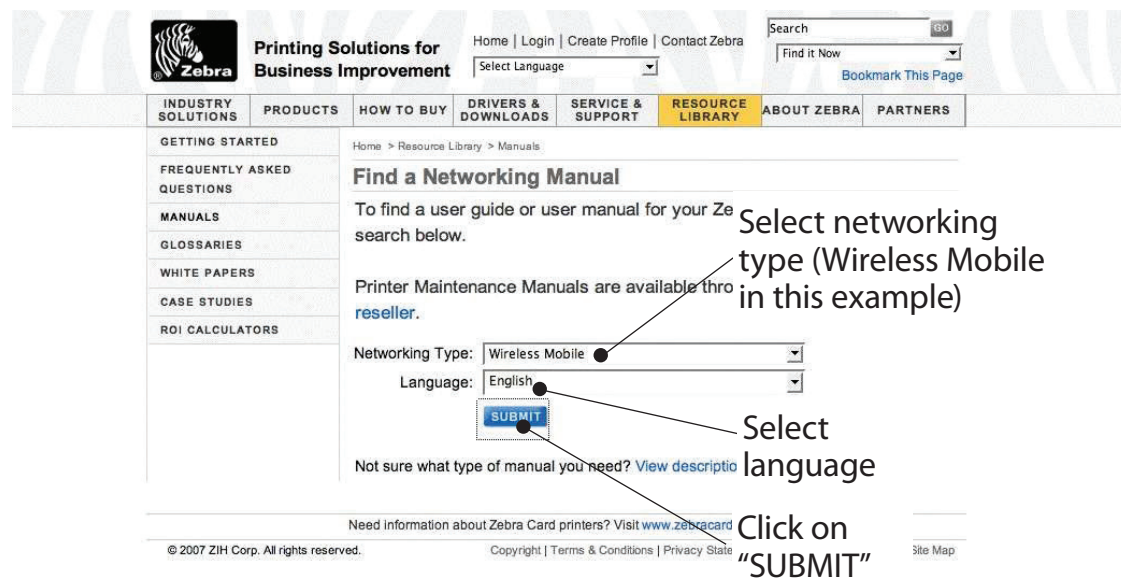 Zebra
Printing Solutions for
Business Improvement
Home | Login | Create Profile | Contact Zebra
Select Language
Search GO
Find it Now
Bookmark This Page
INDUSTRY SOLUTIONS
PRODUCTS
HOW TO BUY
DRIVERS & DOWNLOADS
SERVICE & SUPPORT
RESOURCE LIBRARY
ABOUT ZEBRA
PARTNERS
GETTING STARTED
FREQUENTLY ASKED
QUESTIONS
MANUALS
GLOSSARIES
WHITE PAPERS
CASE STUDIES
ROI CALCULATORS
Home > Resource Library > Manuals
Find a Networking Manual
To find a user guide or user manual for your Ze
search below.
Printer Maintenance Manuals are available thro
reseller.
Networking Type: Wireless Mobile
Language: English
SUBMIT
Not sure what type of manual you need? View descriptio
Select networking
type (Wireless Mobile
in this example)
Select
language
Click on
“SUBMIT”
Need information about Zebra Card printers? Visit www.zebracard
© 2007 ZIH Corp. All rights reserved.
Copyright | Terms & Conditions | Privacy State
Site Map